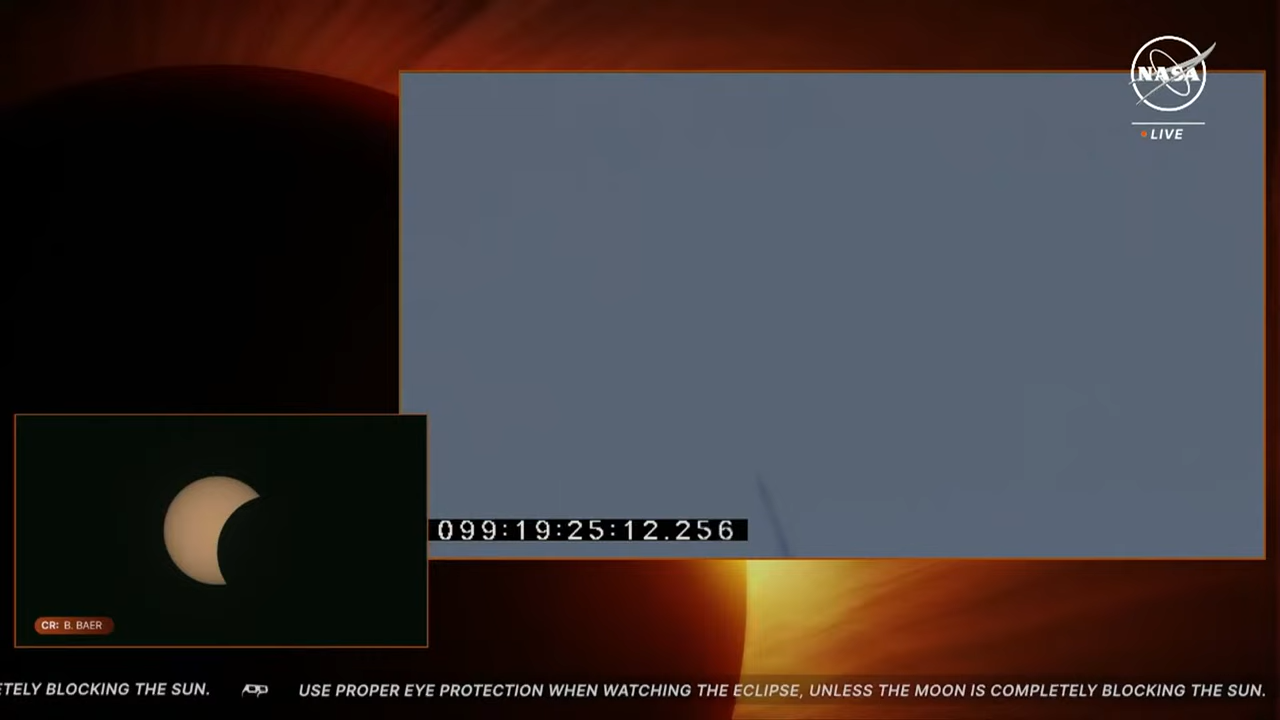 NASA
LIVE
099:19:25:12.256
CR: B. BAER
ETELY BLOCKING THE SUN. USE PROPER EYE PROTECTION WHEN WATCHING THE ECLIPSE, UNLESS THE MOON IS COMPLETELY BLOCKING THE SUN.